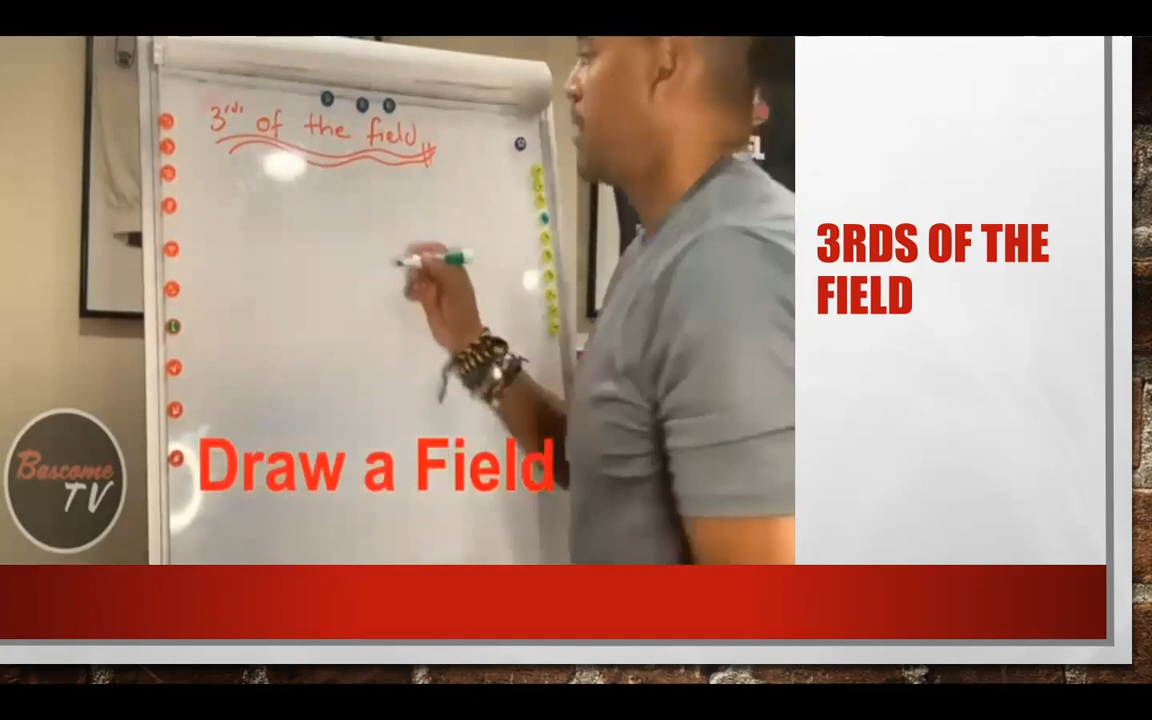 3rds of the field
Draw a Field
Bascome
TV
3RDS OF THE
FIELD